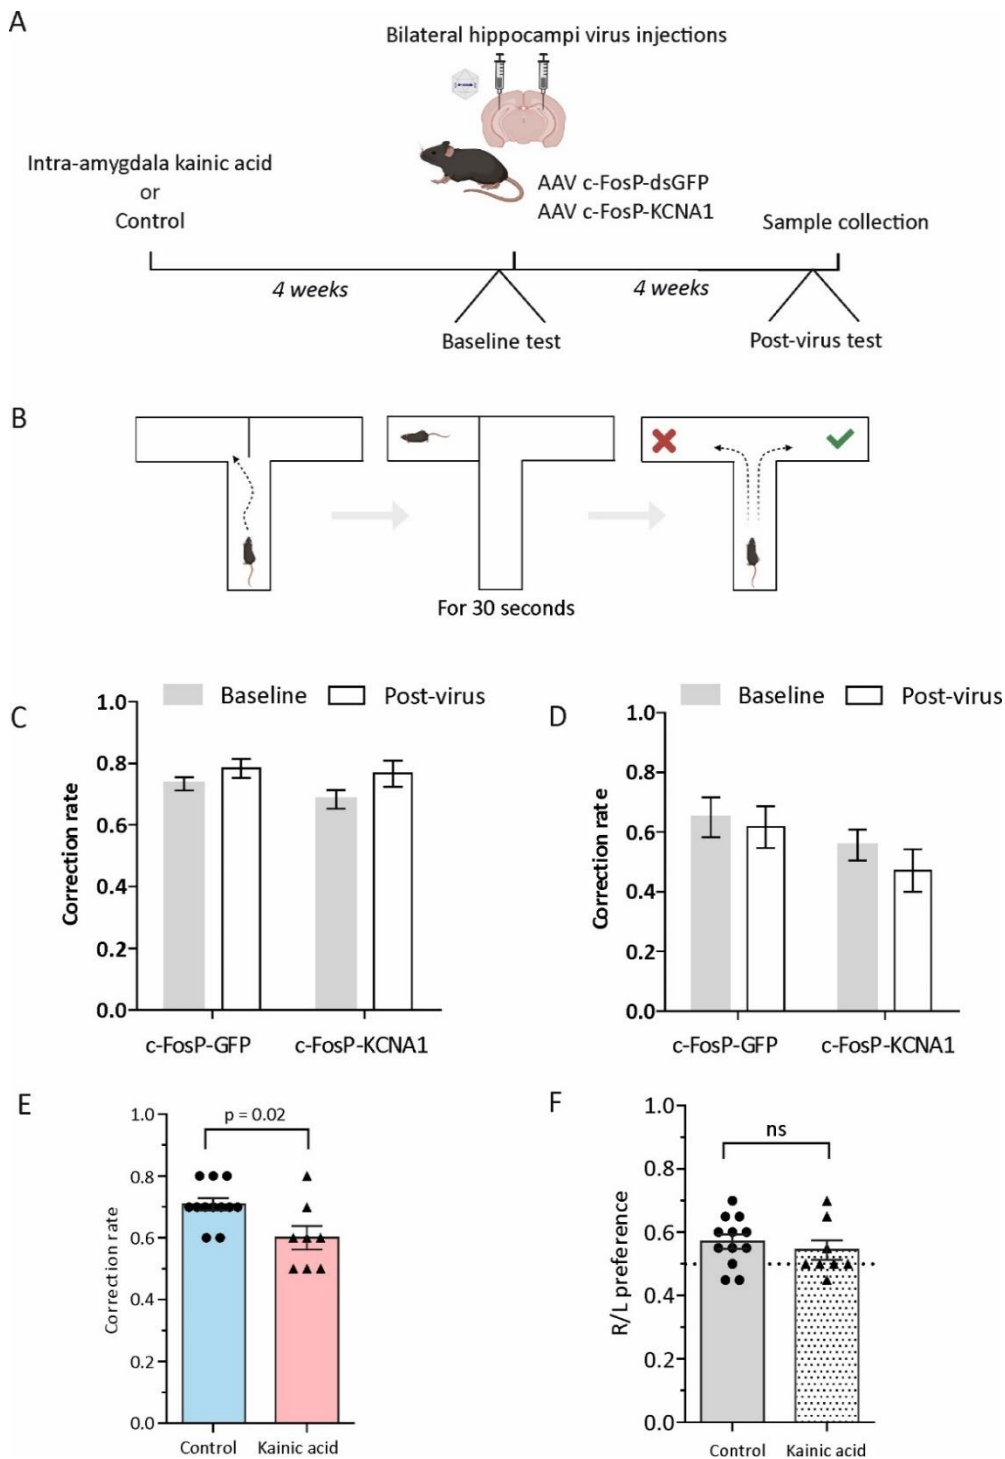 A
Bilateral hippocampi virus injections
Intra-amygdala kainic acid
or
Control
AAV c-FosP-dsGFP
AAV c-FosP-KCNA1
Sample collection
4 weeks
4 weeks
Baseline test
Post-virus test
B
For 30 seconds
C
Baseline
Post-virus
Correction rate
1.0
0.8
0.6
0.4
0.2
0.0
c-FosP-GFP
c-FosP-KCNA1
D
Baseline
Post-virus
Correction rate
1.0
0.8
0.6
0.4
0.2
0.0
c-FosP-GFP
c-FosP-KCNA1
E
p = 0.02
Correction rate
1.0
0.8
0.6
0.4
0.2
0.0
Control
Kainic acid
F
ns
R/L preference
1.0
0.8
0.6
0.4
0.2
0.0
Control
Kainic acid